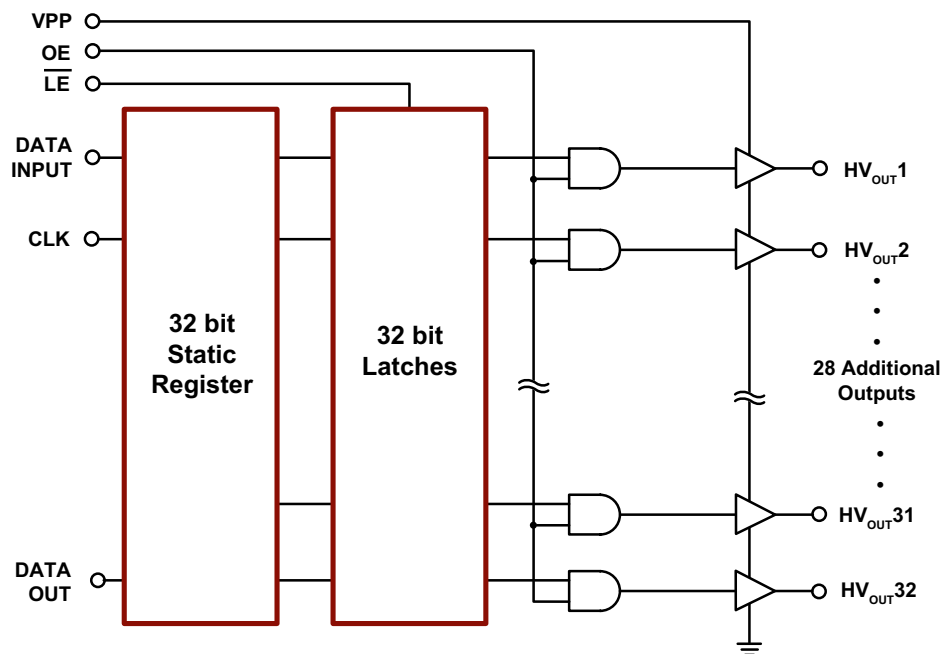 VPP
OE
LE
DATA
INPUT
CLK
DATA
OUT
32 bit
Static
Register
32 bit
Latches
HVOUT1
HVOUT2
28 Additional
Outputs
HVOUT31
HVOUT32